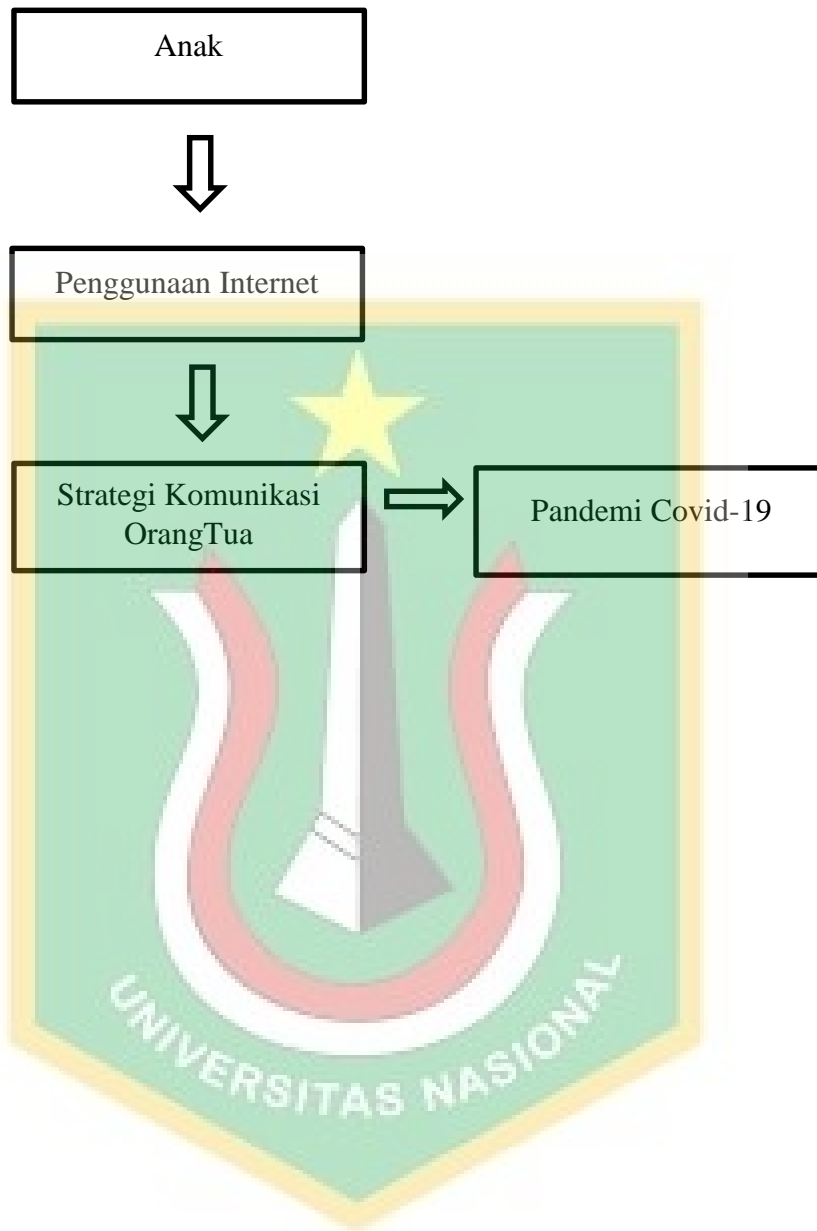 Anak
Penggunaan Internet
Strategi Komunikasi
OrangTua
Pandemi Covid-19
UNIVERSITAS NASIONAL